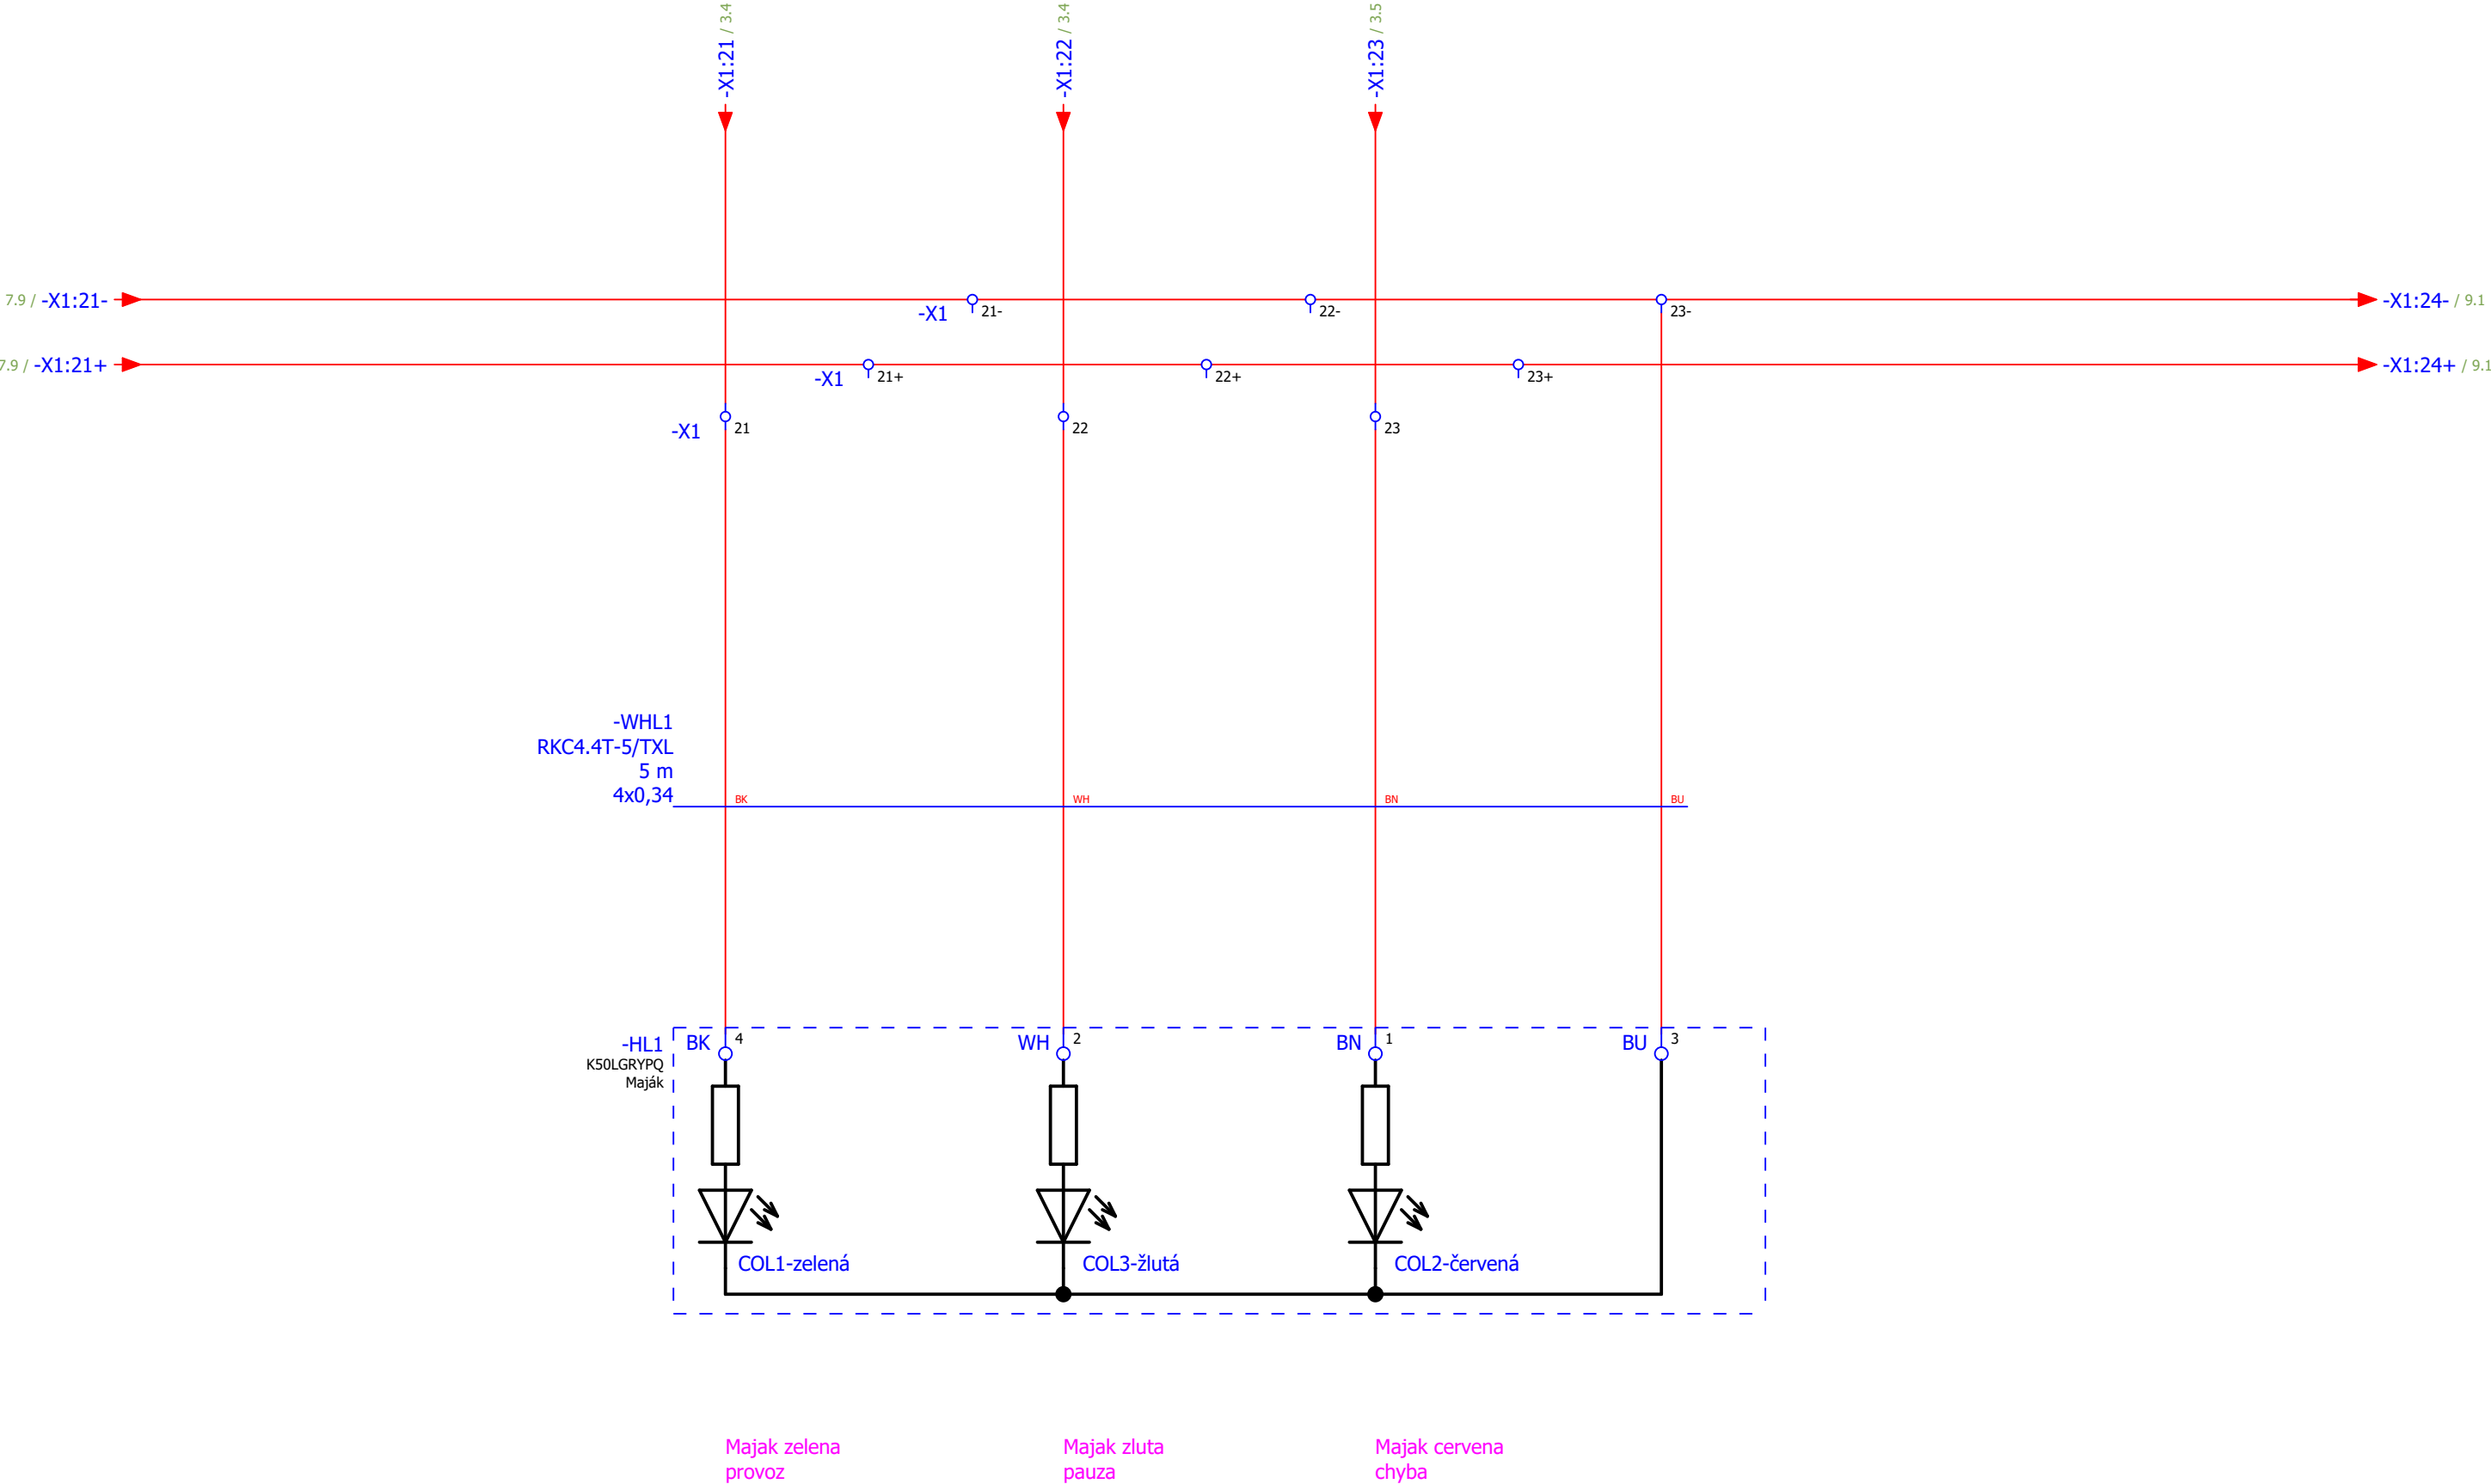 -X1:21 / 3.4
-X1:22 / 3.4
-X1:23 / 3.5
7.9 / -X1:21-
-X1
21-
22-
23-
-X1:24- / 9.1
7.9 / -X1:21+
-X1
21+
22+
23+
-X1:24+ / 9.1
-X1
21
22
23
-WHL1
RKC4.4T-5/TXL
5 m
4x0,34
BK
WH
BN
BU
-HL1
K50LGRYPQ
Maják
BK
4
WH
2
BN
1
BU
3
COL1-zelená
COL3-žlutá
COL2-červená
Majak zelena
provoz
Majak zluta
pauza
Majak cervena
chyba